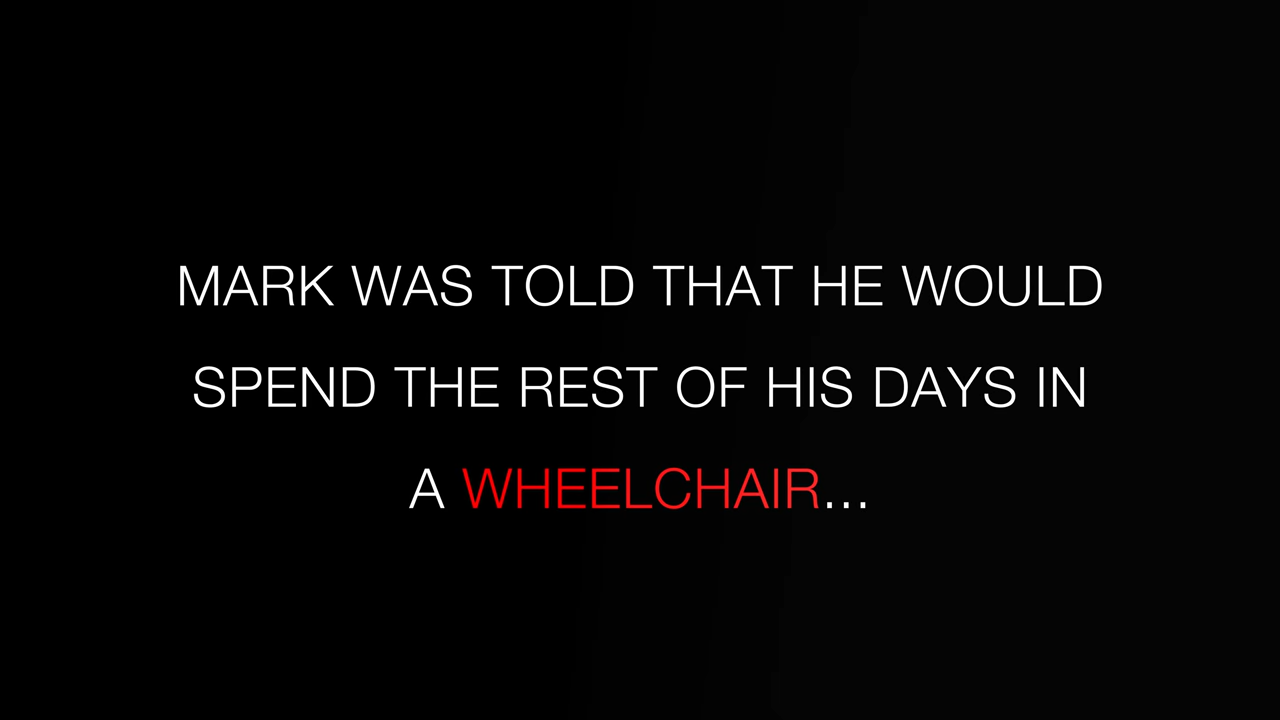 MARK WAS TOLD THAT HE WOULD
SPEND THE REST OF HIS DAYS IN
A WHEELCHAIR...